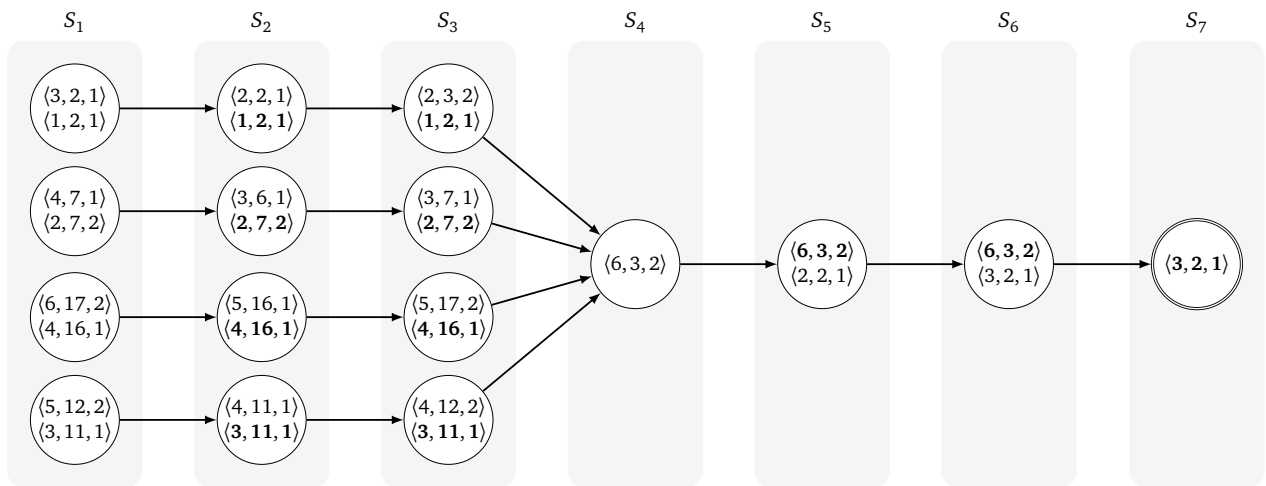 S₁ S₂ S₃ S₄ S₅ S₆ S₇
⟨3, 2, 1⟩
⟨1, 2, 1⟩
⟨2, 2, 1⟩
⟨1, 2, 1⟩
⟨2, 3, 2⟩
⟨1, 2, 1⟩
⟨4, 7, 1⟩
⟨2, 7, 2⟩
⟨3, 6, 1⟩
⟨2, 7, 2⟩
⟨3, 7, 1⟩
⟨2, 7, 2⟩
⟨6, 3, 2⟩
⟨6, 3, 2⟩
⟨2, 2, 1⟩
⟨6, 3, 2⟩
⟨3, 2, 1⟩
⟨3, 2, 1⟩
⟨6, 17, 2⟩
⟨4, 16, 1⟩
⟨5, 16, 1⟩
⟨4, 16, 1⟩
⟨5, 17, 2⟩
⟨4, 16, 1⟩
⟨5, 12, 2⟩
⟨3, 11, 1⟩
⟨4, 11, 1⟩
⟨3, 11, 1⟩
⟨4, 12, 2⟩
⟨3, 11, 1⟩